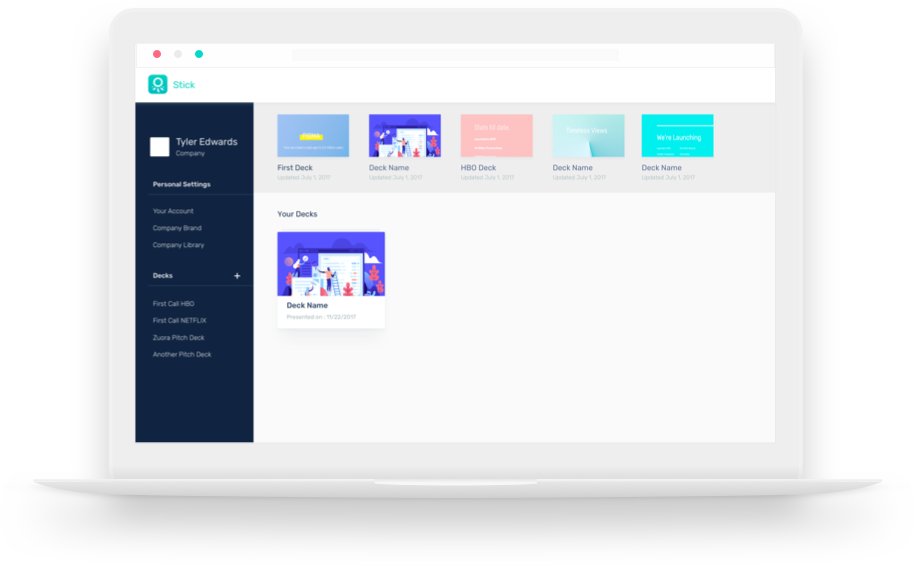 Stick
Tyler Edwards
Company
Personal Settings
Your Account
Company Brand
Company Library
Decks +
First Call HBO
First Call NETFLIX
Zuora Pitch Deck
Another Pitch Deck
First Deck
Updated July 1, 2017
Deck Name
Updated July 1, 2017
HBO Deck
Updated July 1, 2017
Timeless Views
Deck Name
Updated July 1, 2017
We're Launching
Deck Name
Updated July 1, 2017
Your Decks
Deck Name
Presented on : 11/22/2017